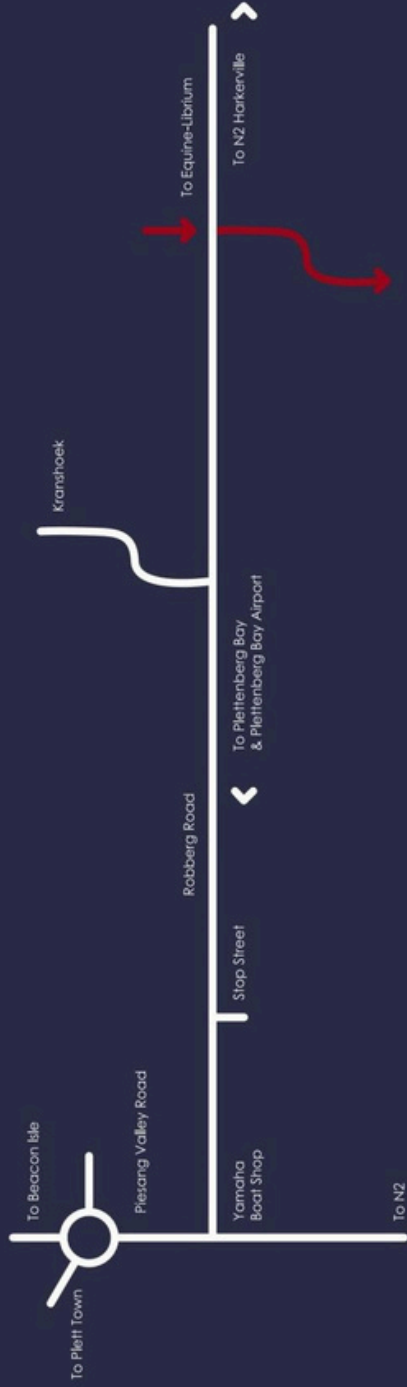 To Beacon Isle
To Plett Town
Piesang Valley Road
To N2
Yamaha
Boat Shop
Stop Street
Robberg Road
To Plettenberg Bay
& Plettenberg Bay Airport
Kranshoek
To Equine-Librium
To N2 Harkerville